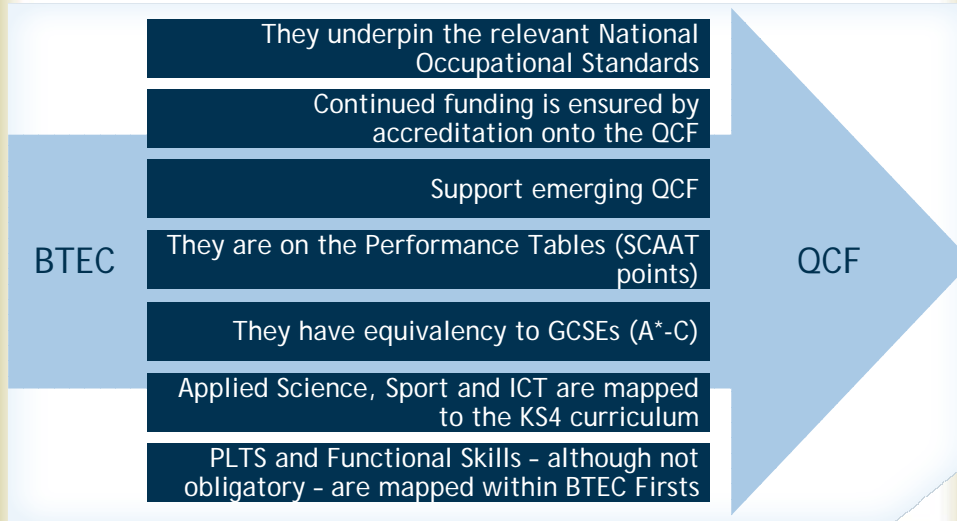 They underpin the relevant National
Occupational Standards
Continued funding is ensured by
accreditation onto the QCF
Support emerging QCF
BTEC
They are on the Performance Tables (SCAAT
points)
QCF
They have equivalency to GCSEs (A*-C)
Applied Science, Sport and ICT are mapped
to the KS4 curriculum
PLTS and Functional Skills – although not
obligatory – are mapped within BTEC Firsts